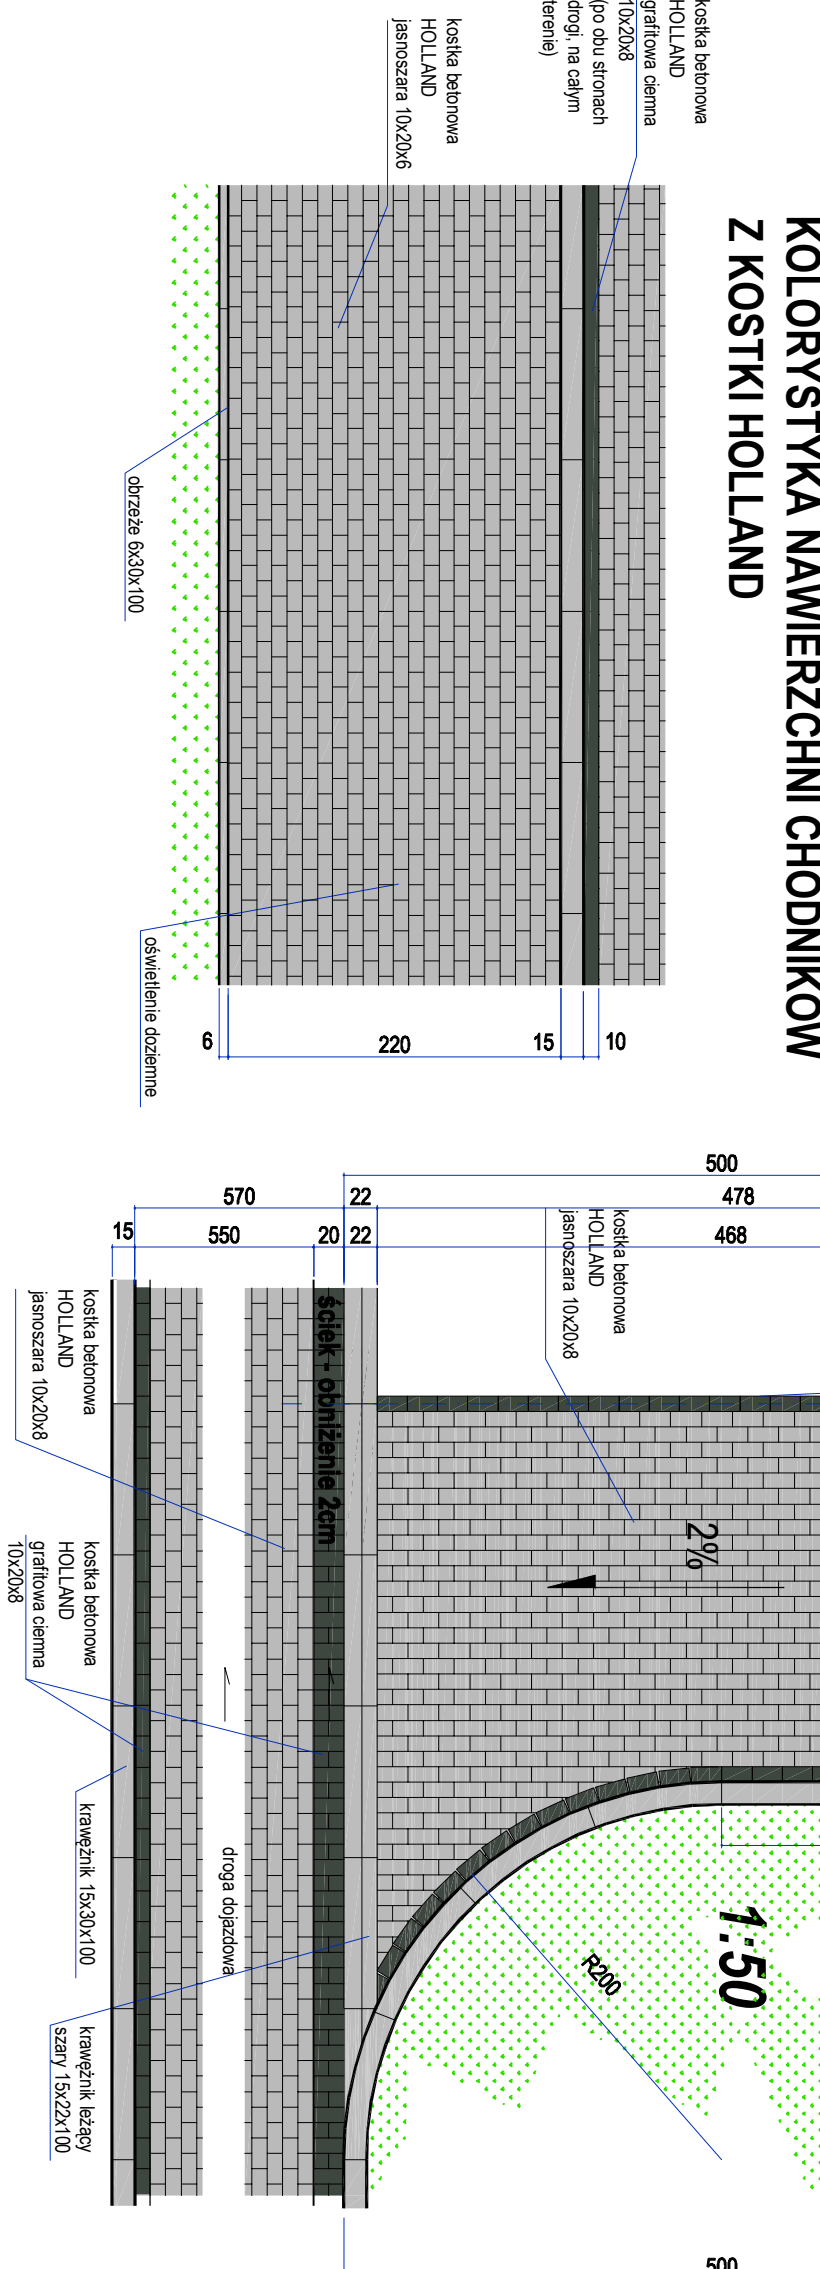 KOLORYSTYKA NAWIERZCHNI CHODNIKÓW
Z KOSTKI HOLLAND
kostka betonowa
HOLLAND
grafitowa ciemna
10x20x8
(po obu stronach
drogi, na całym
terenie)
kostka betonowa
HOLLAND
jasnoszara 10x20x6
obrzeże 6x30x100
oświetlenie doziemne
6
220
15
10
500
570
22
478
15
550
20
22
468
kostka betonowa
HOLLAND
jasnoszara 10x20x8
ściek - obniżenie 2cm
2%
kostka betonowa
HOLLAND
jasnoszara 10x20x8
kostka betonowa
HOLLAND
grafitowa ciemna
10x20x8
krawężnik 15x30x100
droga dojazdowa
krawężnik leżący
szary 15x22x100
R200
1:50
500